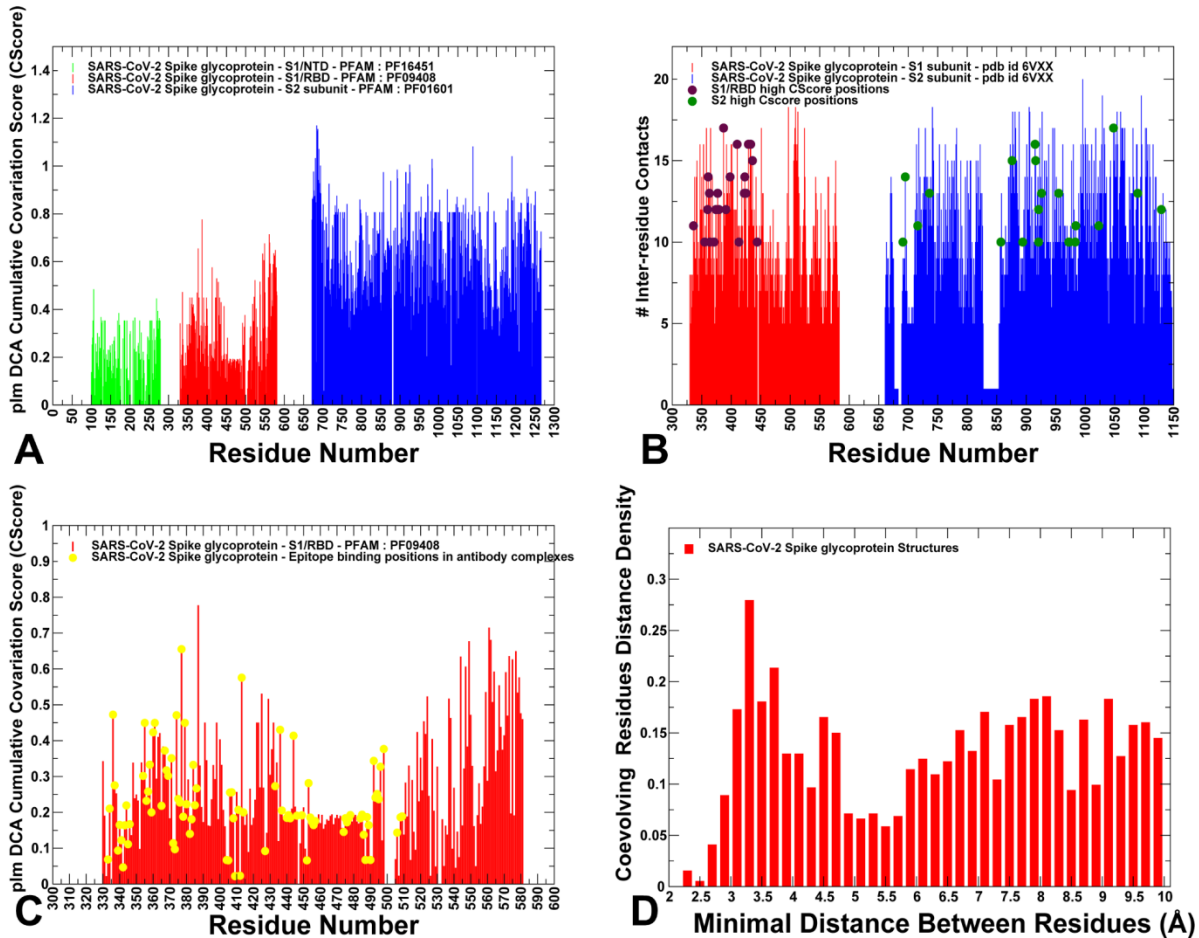 plm DCA Cumulative Covariation Score (CScore)
1.4
1.2
1
0.8
0.6
0.4
0.2
0
SARS-CoV-2 Spike glycoprotein - S1/NTD - PFAM : PF16451
SARS-CoV-2 Spike glycoprotein - S1/RBD - PFAM : PF09408
SARS-CoV-2 Spike glycoprotein - S2 subunit - PFAM : PF01601
0 50 100 150 200 250 300 350 400 450 500 550 600 650 700 750 800 850 900 950 1000 1050 1100 1150 1200 1250 1300
A
Residue Number
# Inter-residue Contacts
20
15
10
5
0
SARS-CoV-2 Spike glycoprotein - S1 subunit - pdb id 6VXX
SARS-CoV-2 Spike glycoprotein - S2 subunit - pdb id 6VXX
S1/RBD high CScore positions
S2 high Cscore positions
300 350 400 450 500 550 600 650 700 750 800 850 900 950 1000 1050 1100 1150
B
Residue Number
plm DCA Cumulative Covariation Score (CScore)
1
0.9
0.8
0.7
0.6
0.5
0.4
0.3
0.2
0.1
0
SARS-CoV-2 Spike glycoprotein - S1/RBD - PFAM : PF09408
SARS-CoV-2 Spike glycoprotein - Epitope binding positions in antibody complexes
300 310 320 330 340 350 360 370 380 390 400 410 420 430 440 450 460 470 480 490 500 510 520 530 540 550 560 570 580 590 600
C
Residue Number
Coevolving Residues Distance Density
0.3
0.25
0.2
0.15
0.1
0.05
0
SARS-CoV-2 Spike glycoprotein Structures
2 2.5 3 3.5 4 4.5 5 5.5 6 6.5 7 7.5 8 8.5 9 9.5 10
D
Minimal Distance Between Residues (Å)